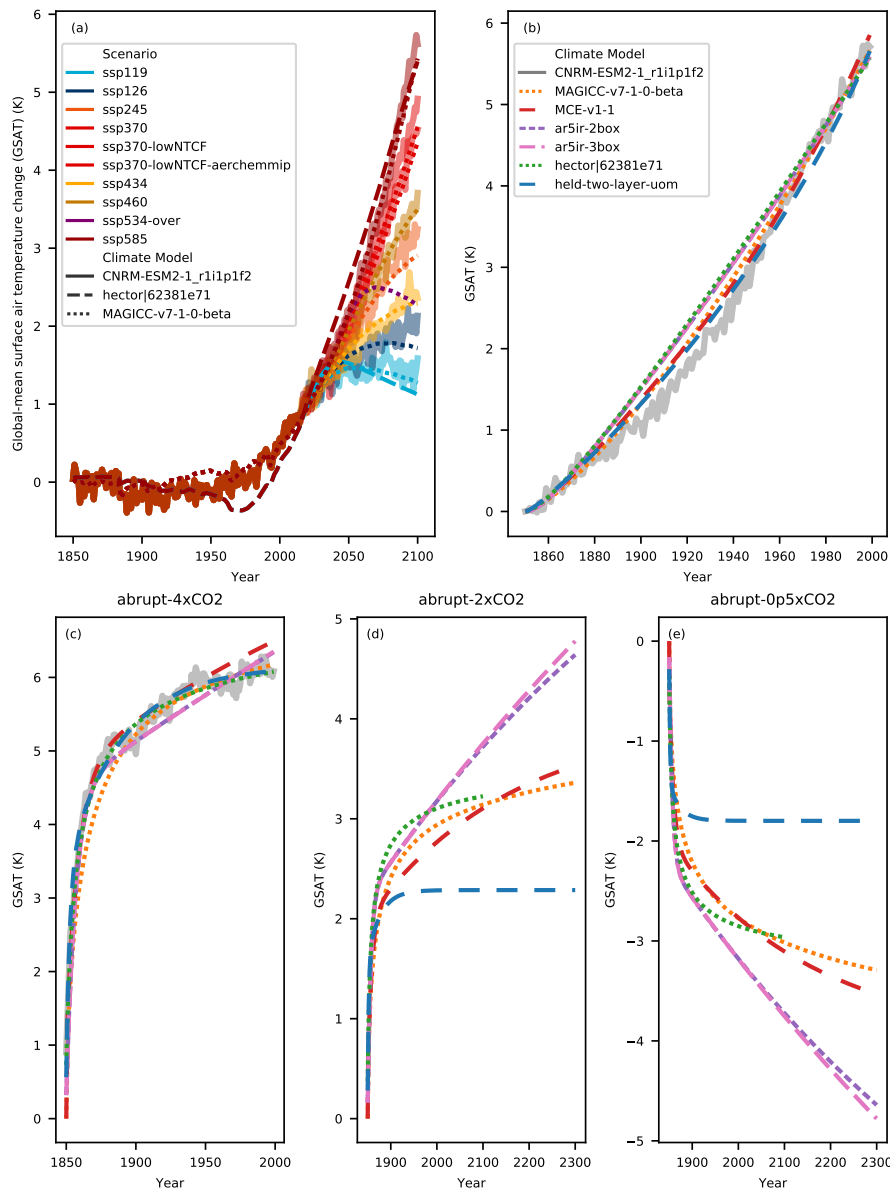 (a)
Scenario
ssp119
ssp126
ssp245
ssp370
ssp370-lowNTCF
ssp370-lowNTCF-aerchemmip
ssp434
ssp460
ssp534-over
ssp585
Climate Model
CNRM-ESM2-1_r1i1p1f2
hector|62381e71
MAGICC-v7-1-0-beta
Global-mean surface air temperature change (GSAT) (K)
6
5
4
3
2
1
0
1850 1900 1950 2000 2050 2100
Year
(b)
Climate Model
CNRM-ESM2-1_r1i1p1f2
MAGICC-v7-1-0-beta
MCE-v1-1
ar5ir-2box
ar5ir-3box
hector|62381e71
held-two-layer-uom
GSAT (K)
6
5
4
3
2
1
0
1860 1880 1900 1920 1940 1960 1980 2000
Year
abrupt-4xCO2
(c)
GSAT (K)
6
5
4
3
2
1
0
1850 1900 1950 2000
Year
abrupt-2xCO2
(d)
GSAT (K)
5
4
3
2
1
0
1900 2000 2100 2200 2300
Year
abrupt-0p5xCO2
(e)
GSAT (K)
0
−1
−2
−3
−4
−5
1900 2000 2100 2200 2300
Year